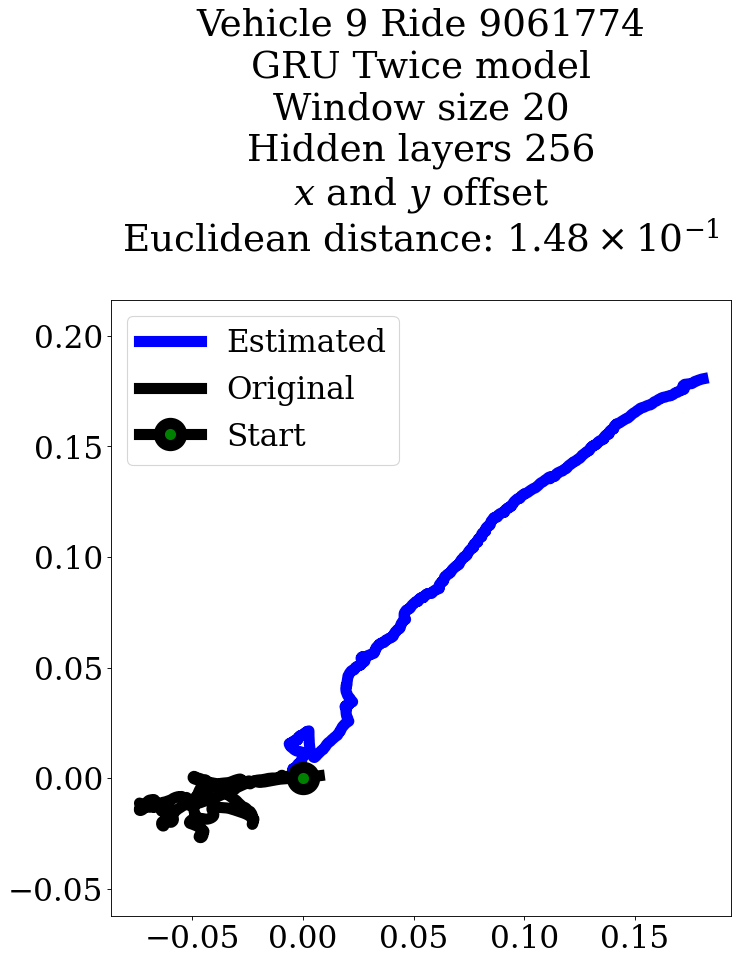 Vehicle 9 Ride 9061774
GRU Twice model
Window size 20
Hidden layers 256
x and y offset
Euclidean distance: 1.48 × 10⁻¹
Estimated
Original
Start
0.20
0.15
0.10
0.05
0.00
−0.05
−0.05 0.00 0.05 0.10 0.15